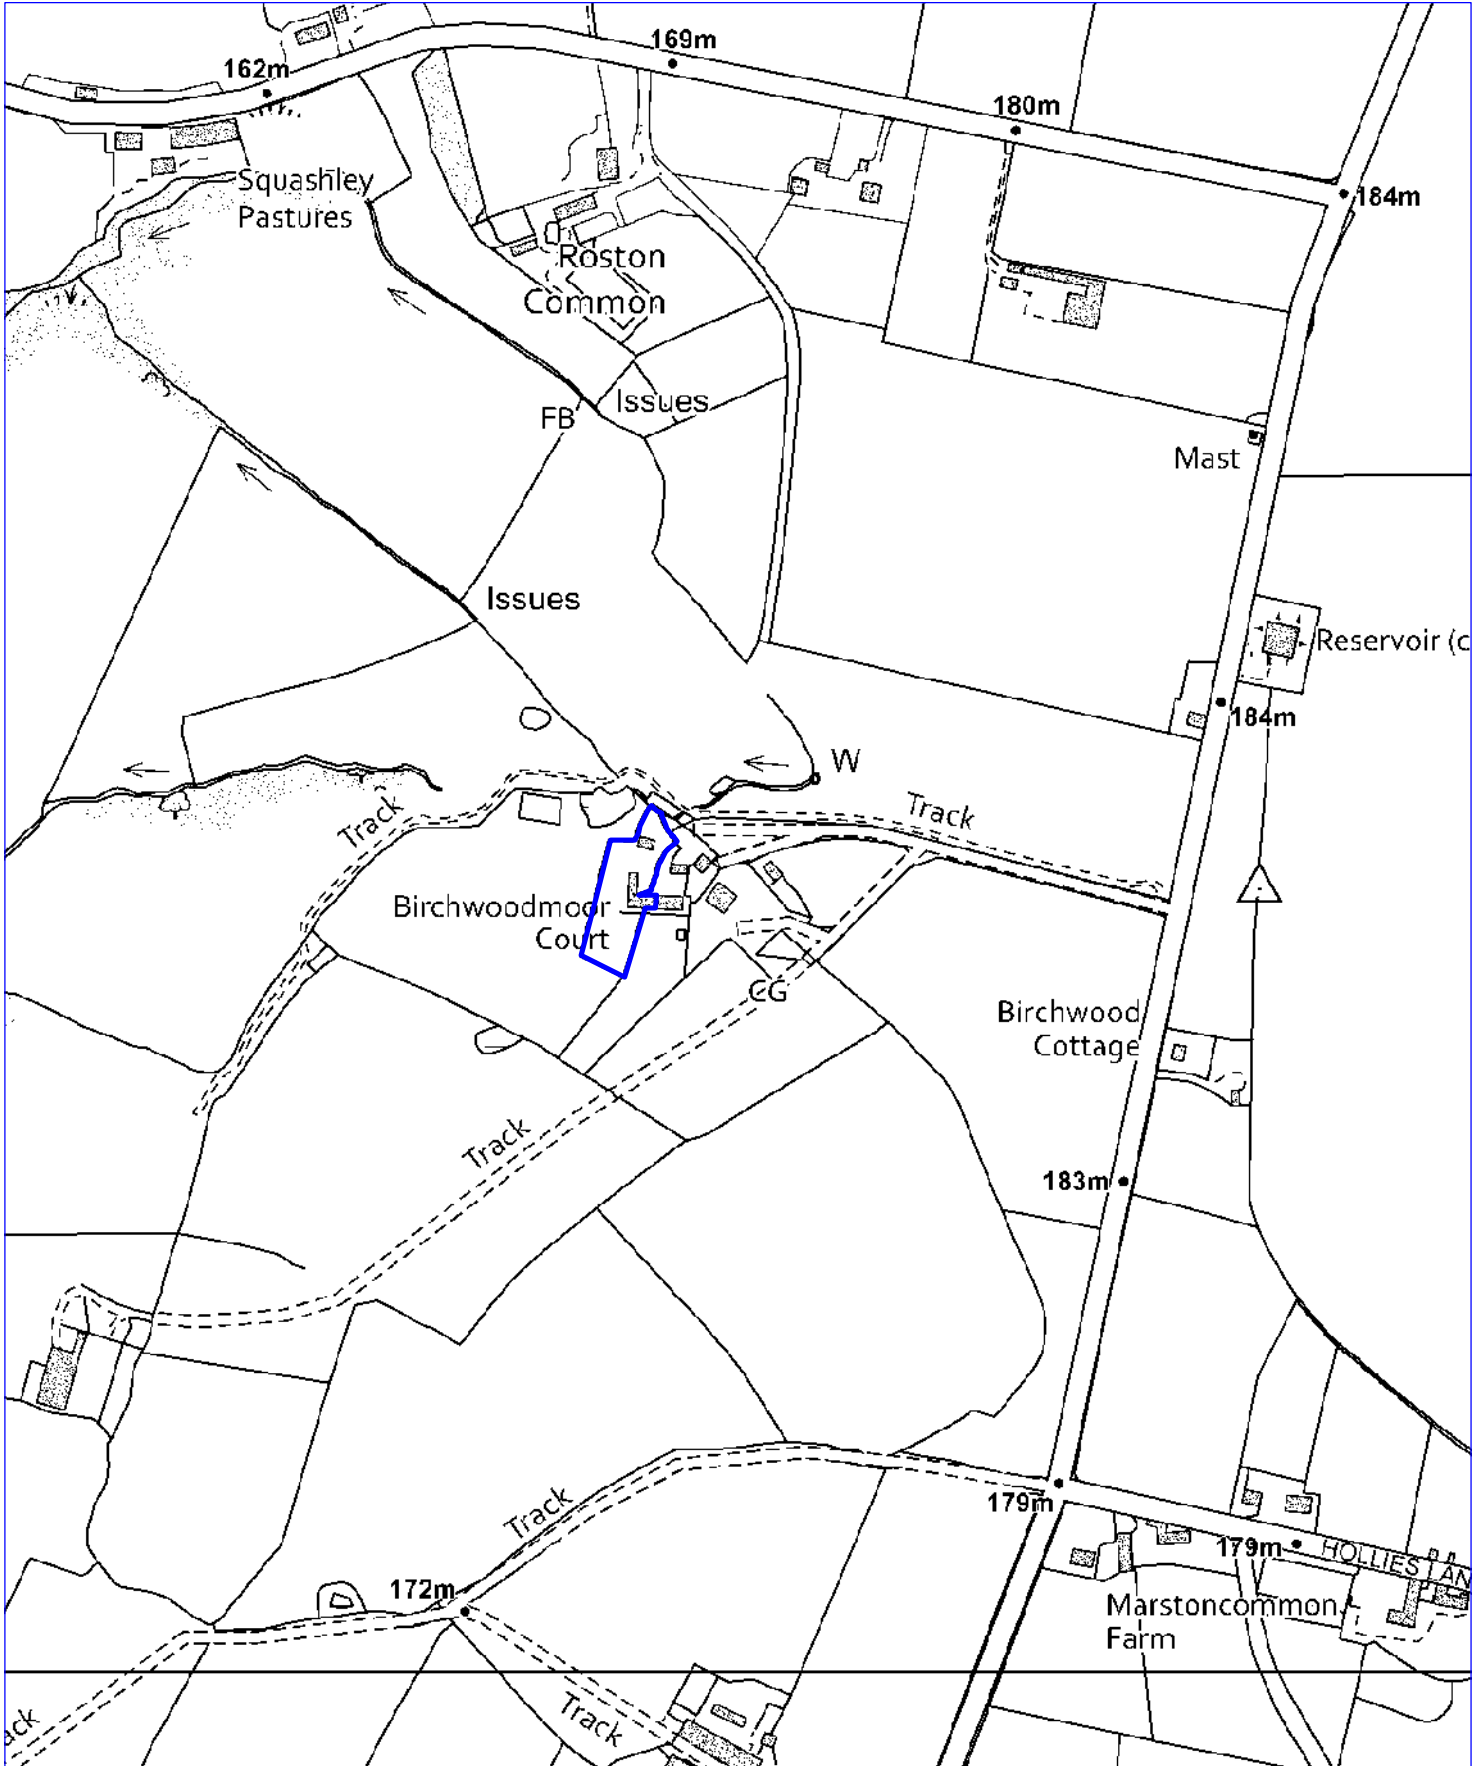 169m
162m
180m
Squashley
Pastures
184m
Roston
Common
FB
Issues
Mast
Issues
Reservoir (c
184m
W
Track
Track
Birchwoodmoor
Court
CG
Birchwood
Cottage
Track
183m
179m
Track
179m
HOLLIES LAN
172m
Marstoncommon
Farm
Track
ack